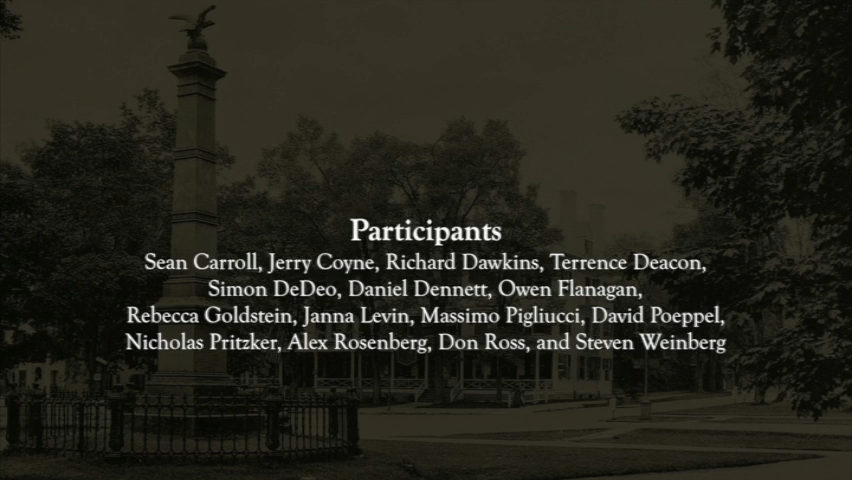 Participants
Sean Carroll, Jerry Coyne, Richard Dawkins, Terrence Deacon,
Simon DeDeo, Daniel Dennett, Owen Flanagan,
Rebecca Goldstein, Janna Levin, Massimo Pigliucci, David Poeppel,
Nicholas Pritzker, Alex Rosenberg, Don Ross, and Steven Weinberg